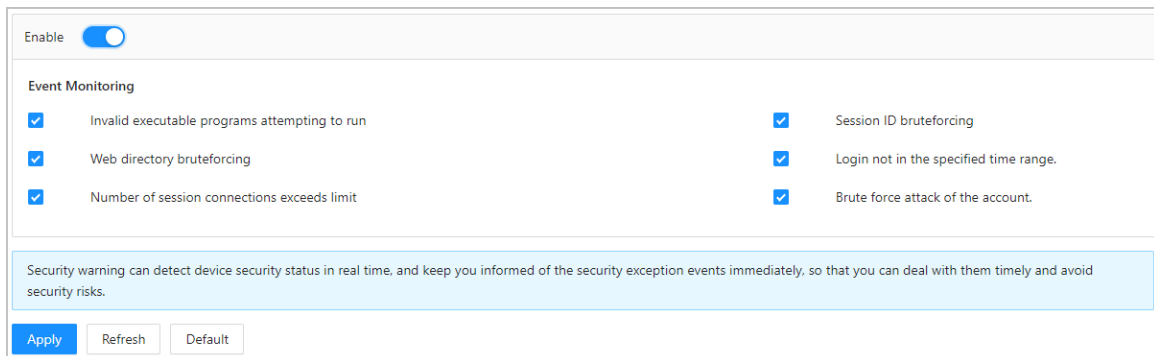 Enable
Event Monitoring
Invalid executable programs attempting to run
Session ID bruteforcing
Web directory bruteforcing
Login not in the specified time range.
Number of session connections exceeds limit
Brute force attack of the account.
Security warning can detect device security status in real time, and keep you informed of the security exception events immediately, so that you can deal with them timely and avoid
security risks.
Apply Refresh Default